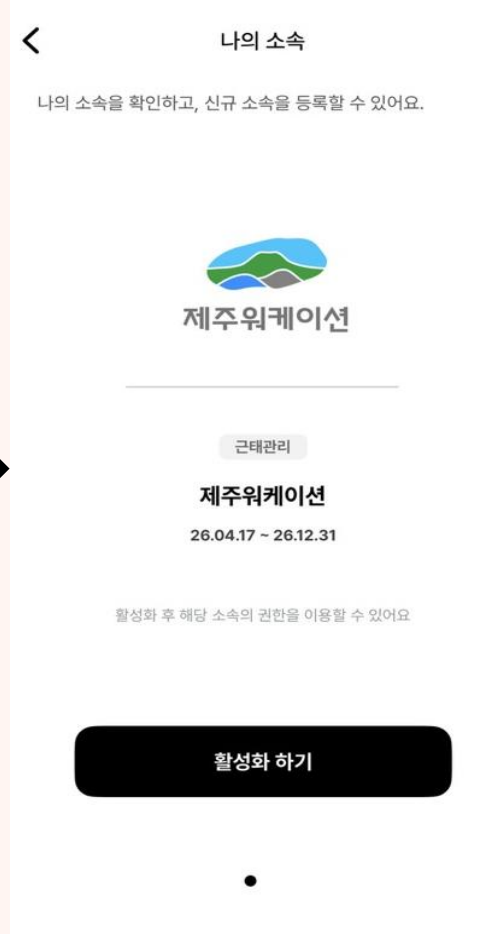 나의 소속
나의 소속을 확인하고, 신규 소속을 등록할 수 있어요.
제주워케이션
근태관리
제주워케이션
26.04.17 ~ 26.12.31
활성화 후 해당 소속의 권한을 이용할 수 있어요
활성화 하기